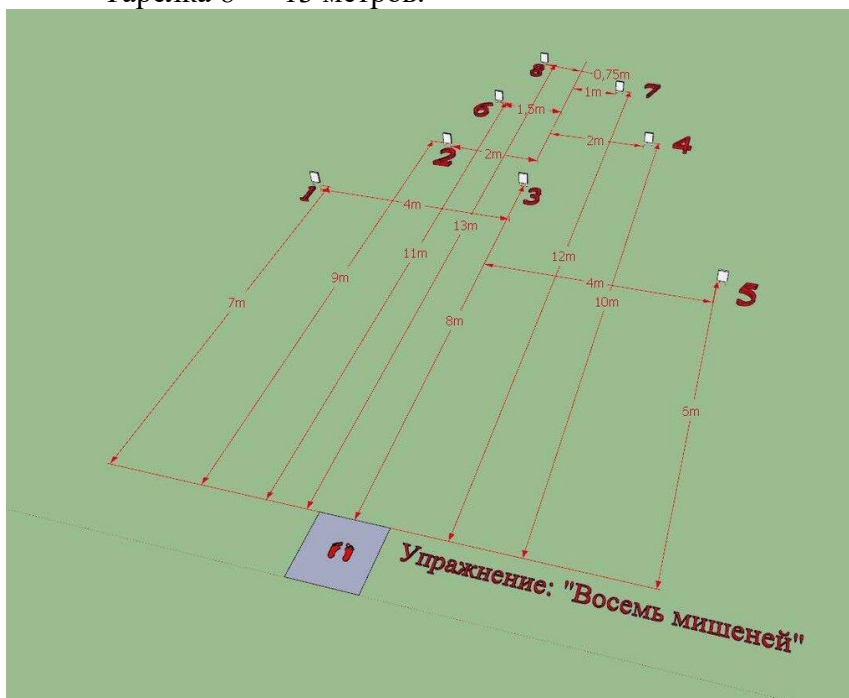 Тарелка 8 — 13 метров.
8
0,75m
1m
7
6
1,5m
2
2m
2m
4
1
4m
3
13m
11m
12m
9m
4m
5
10m
7m
8m
6m
Упражнение: "Восемь мишеней"